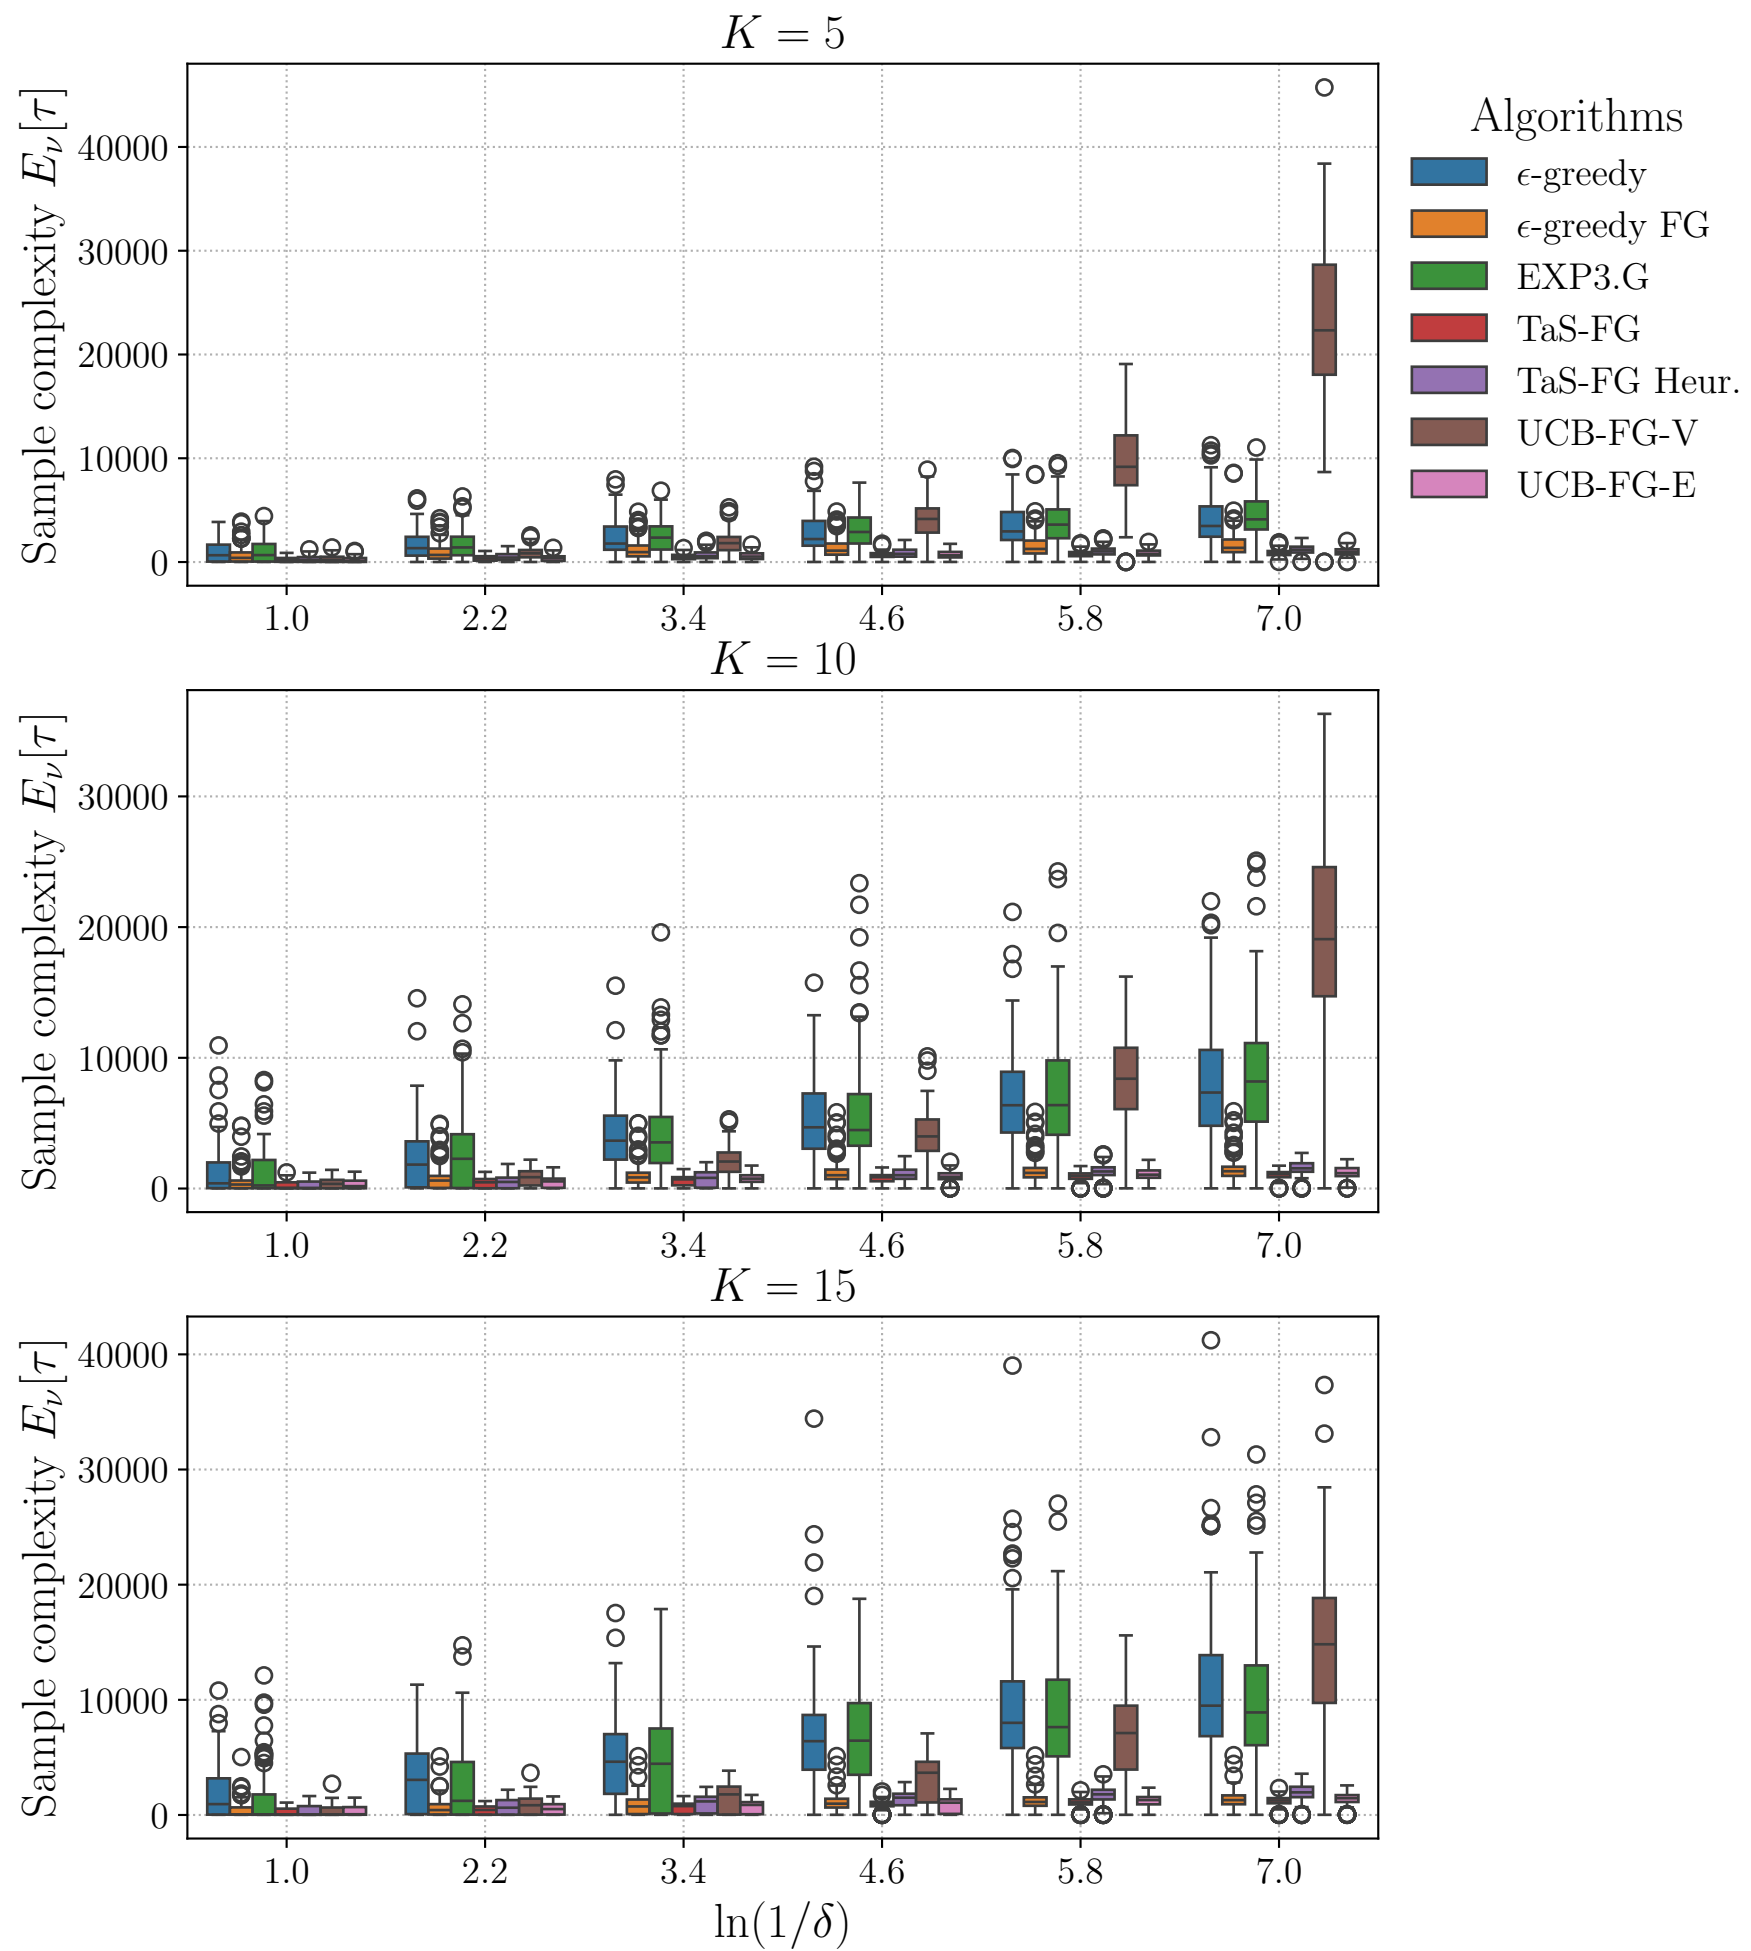 K = 5
Sample complexity E_ν[τ]
40000
30000
20000
10000
0
1.0 2.2 3.4 4.6 5.8 7.0
Algorithms
ϵ-greedy
ϵ-greedy FG
EXP3.G
TaS-FG
TaS-FG Heur.
UCB-FG-V
UCB-FG-E
K = 10
Sample complexity E_ν[τ]
30000
20000
10000
0
1.0 2.2 3.4 4.6 5.8 7.0
K = 15
Sample complexity E_ν[τ]
40000
30000
20000
10000
0
1.0 2.2 3.4 4.6 5.8 7.0
ln(1/δ)